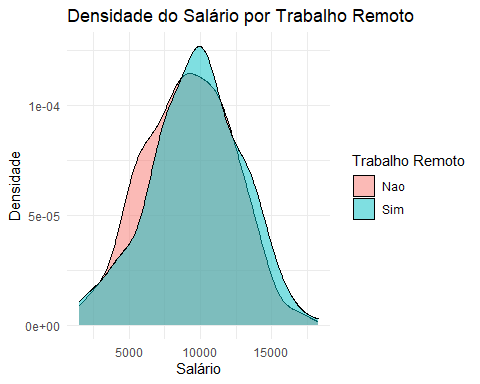 Densidade do Salário por Trabalho Remoto
Densidade
1e-04
5e-05
0e+00
5000
10000
15000
Salário
Trabalho Remoto
Nao
Sim